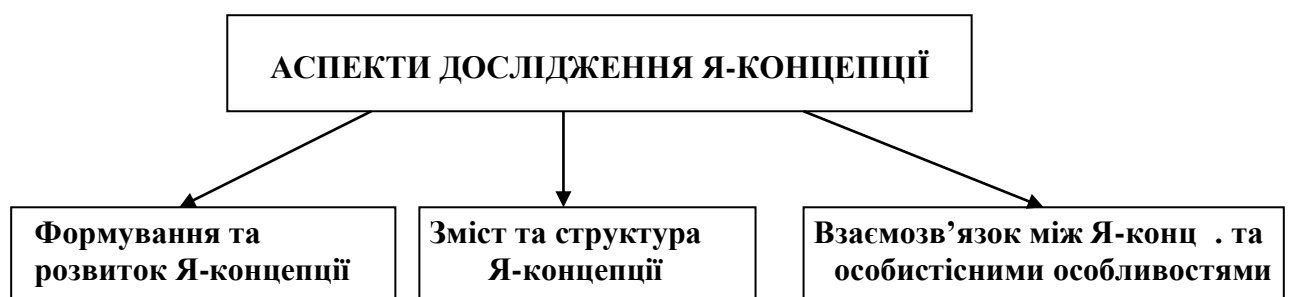 АСПЕКТИ ДОСЛІДЖЕННЯ Я-КОНЦЕПЦІЇ
Формування та
розвиток Я-концепції
Зміст та структура
Я-концепції
Взаємозв’язок між Я-конц . та
особистісними особливостями